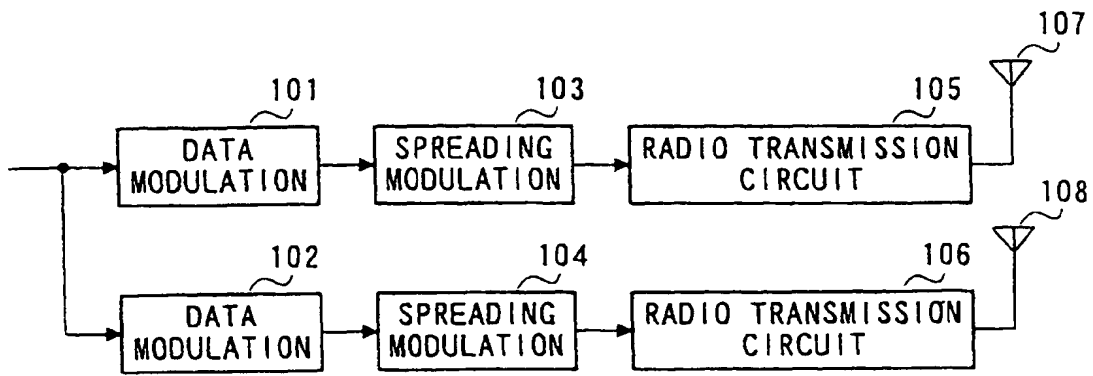 107
101
103
105
DATA
MODULATION
SPREADING
MODULATION
RADIO TRANSMISSION
CIRCUIT
108
102
104
106
DATA
MODULATION
SPREADING
MODULATION
RADIO TRANSMISSION
CIRCUIT